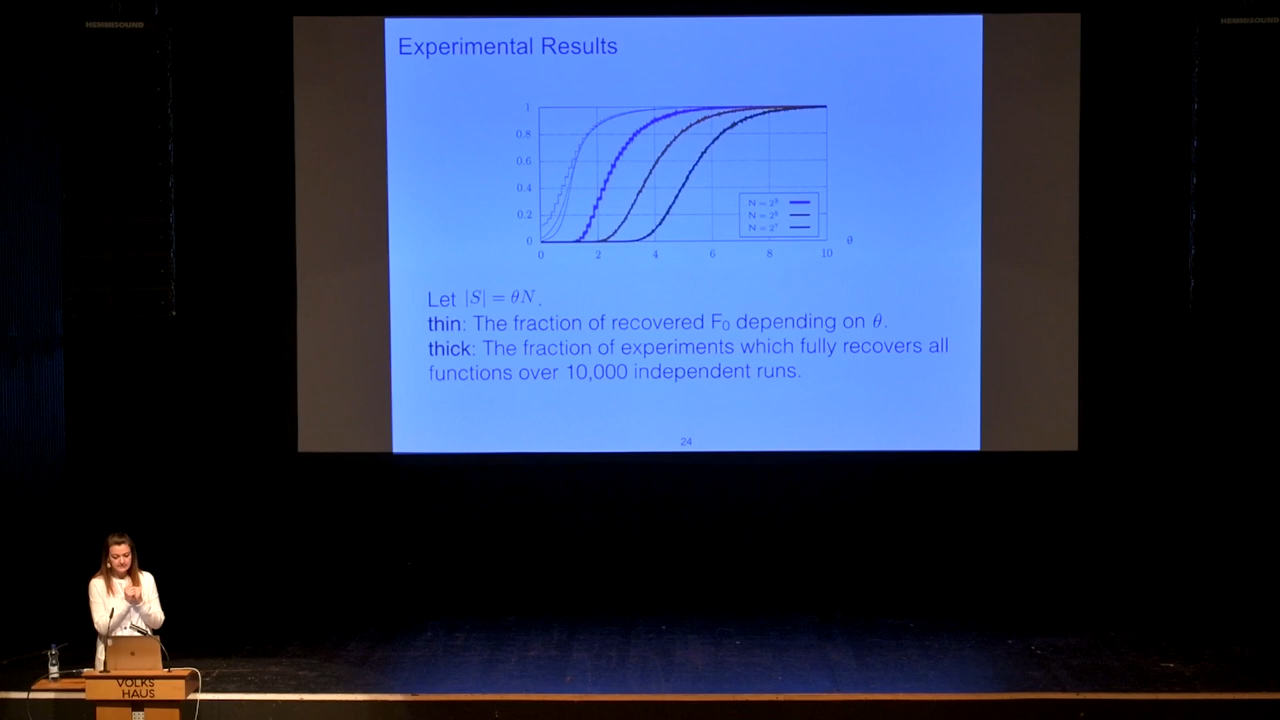 HEMMISOUND
HEMMISOUND
Experimental Results
1
0.8
0.6
0.4
0.2
0
0 2 4 6 8 10
θ
Let |S| = θN.
thin: The fraction of recovered F₀ depending on θ.
thick: The fraction of experiments which fully recovers all
functions over 10,000 independent runs.
24
VOLKS
HAUS